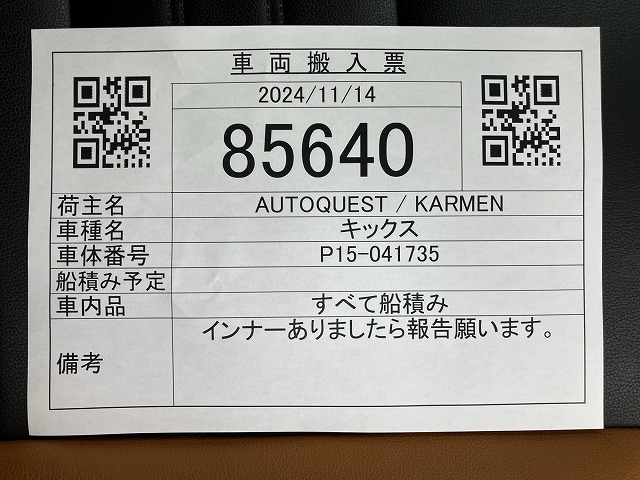 車両搬入票
2024/11/14
85640
荷主名 AUTOQUEST / KARMEN
車種名 キックス
車体番号 P15-041735
船積み予定
車内品 すべて船積み
備考 インナーありましたら報告願います。